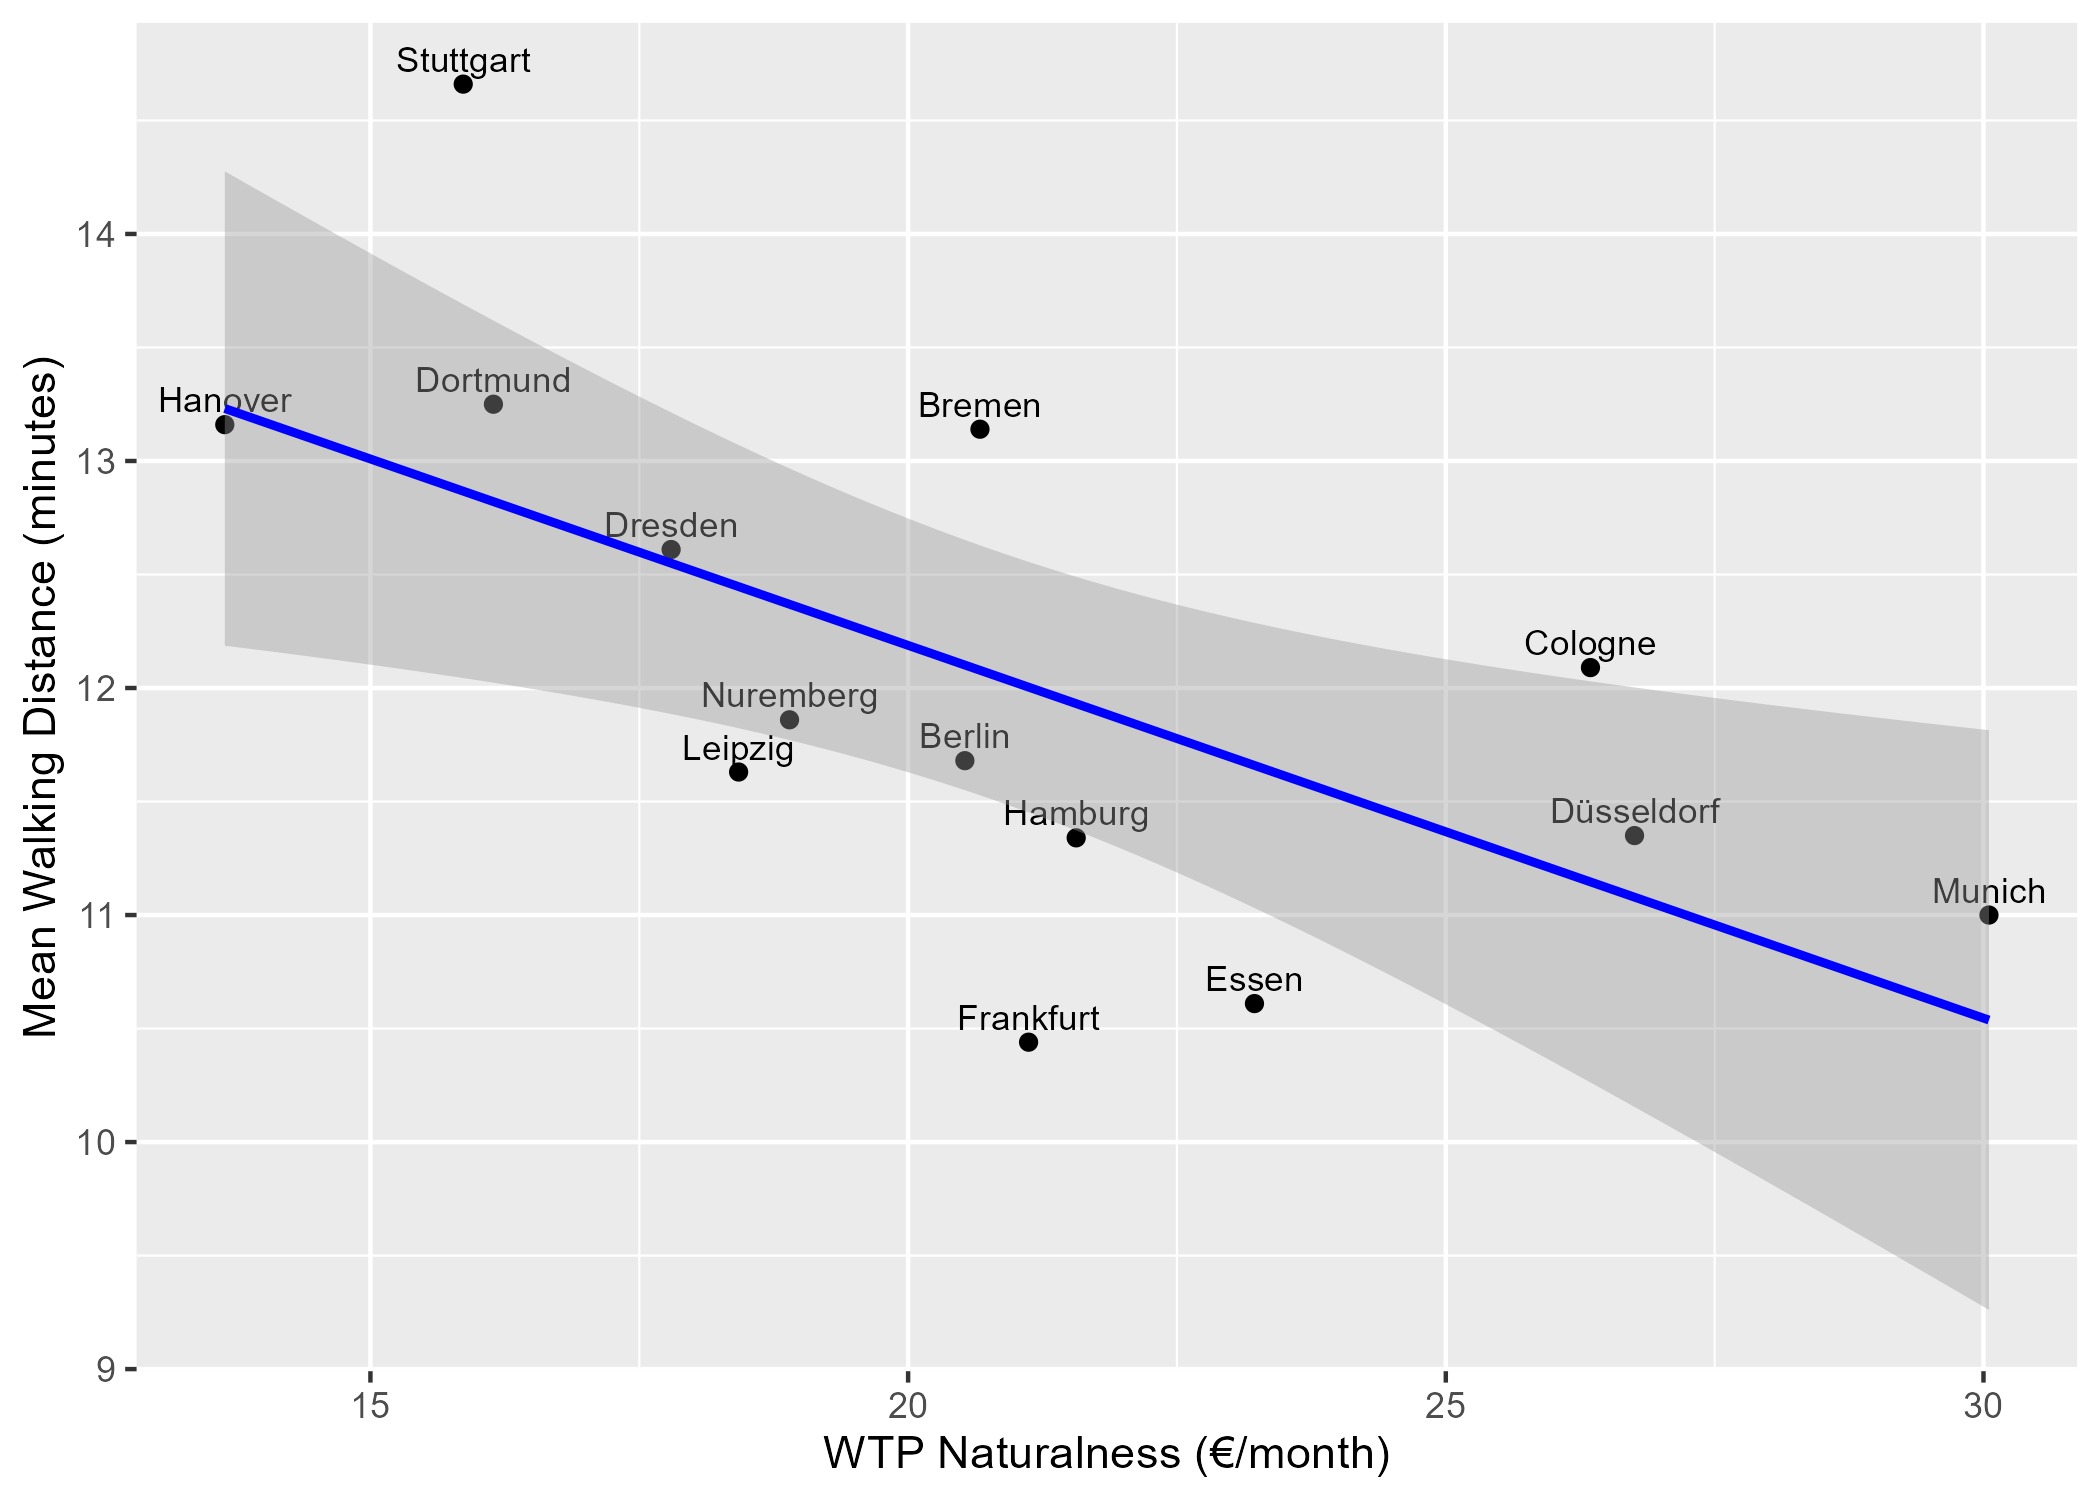 Stuttgart
14
Dortmund
Hanover
Bremen
13
Dresden
Cologne
12
Nuremberg
Berlin
Leipzig
Hamburg
Düsseldorf
Munich
11
Essen
Frankfurt
10
9
15 20 25 30
WTP Naturalness (€/month)
Mean Walking Distance (minutes)